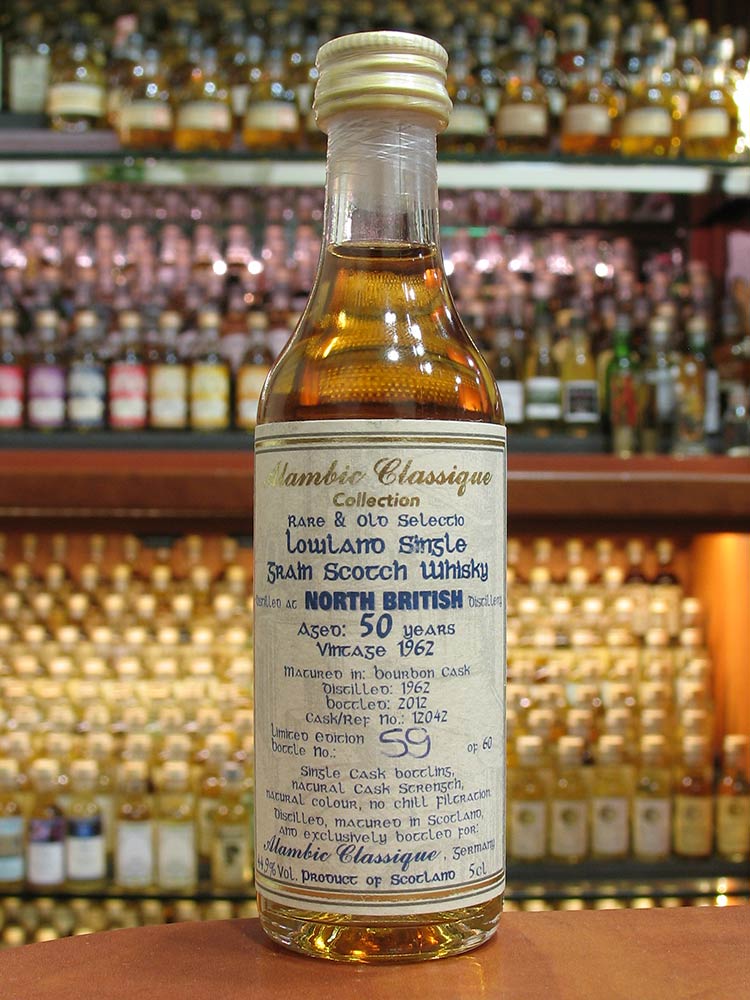 Alambic Classique
Collection
Rare & Old Selectio
Lowland Single
Grain Scotch Whisky
Distilled at NORTH BRITISH Distillery
Aged: 50 years
Vintage 1962
Matured in: bourbon Cask
Distilled: 1962
bottled: 2012
Cask/Ref No.: 12042
Limited edition
bottle No.: 59 of 60
Single Cask bottling,
natural Cask Strength,
natural colour, no chill filtration
Distilled, matured in Scotland,
and exclusively bottled for:
Alambic Classique, Germany
44,9% Vol. Product of Scotland 5cl